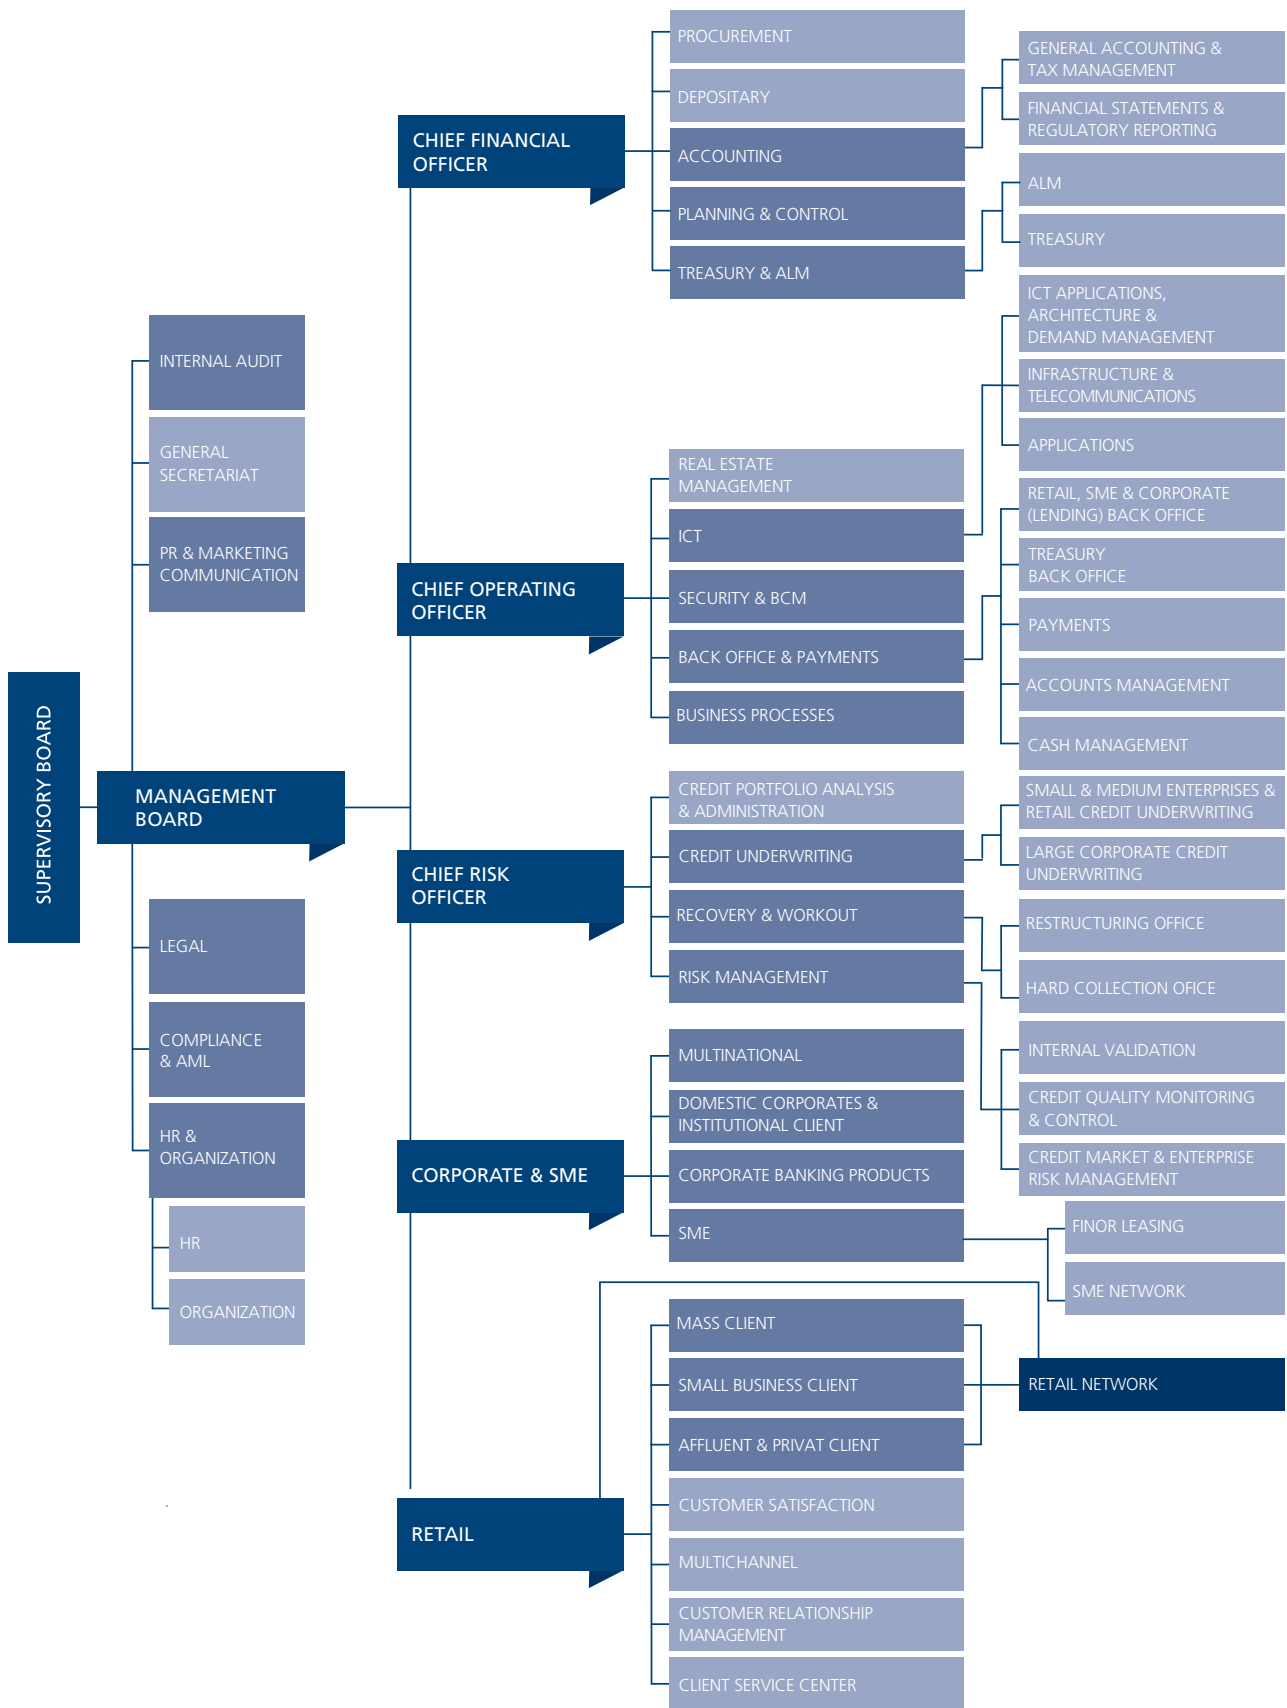 SUPERVISORY BOARD
MANAGEMENT
BOARD
INTERNAL AUDIT
GENERAL
SECRETARIAT
PR & MARKETING
COMMUNICATION
LEGAL
COMPLIANCE
& AML
HR &
ORGANIZATION
HR
ORGANIZATION
CHIEF FINANCIAL
OFFICER
PROCUREMENT
DEPOSITARY
ACCOUNTING
PLANNING & CONTROL
TREASURY & ALM
GENERAL ACCOUNTING &
TAX MANAGEMENT
FINANCIAL STATEMENTS &
REGULATORY REPORTING
ALM
TREASURY
CHIEF OPERATING
OFFICER
REAL ESTATE
MANAGEMENT
ICT
SECURITY & BCM
BACK OFFICE & PAYMENTS
BUSINESS PROCESSES
ICT APPLICATIONS,
ARCHITECTURE &
DEMAND MANAGEMENT
INFRASTRUCTURE &
TELECOMMUNICATIONS
APPLICATIONS
RETAIL, SME & CORPORATE
(LENDING) BACK OFFICE
TREASURY
BACK OFFICE
PAYMENTS
ACCOUNTS MANAGEMENT
CASH MANAGEMENT
CHIEF RISK
OFFICER
CREDIT PORTFOLIO ANALYSIS
& ADMINISTRATION
CREDIT UNDERWRITING
RECOVERY & WORKOUT
RISK MANAGEMENT
SMALL & MEDIUM ENTERPRISES &
RETAIL CREDIT UNDERWRITING
LARGE CORPORATE CREDIT
UNDERWRITING
RESTRUCTURING OFFICE
HARD COLLECTION OFICE
INTERNAL VALIDATION
CREDIT QUALITY MONITORING
& CONTROL
CREDIT MARKET & ENTERPRISE
RISK MANAGEMENT
CORPORATE & SME
MULTINATIONAL
DOMESTIC CORPORATES &
INSTITUTIONAL CLIENT
CORPORATE BANKING PRODUCTS
SME
FINOR LEASING
SME NETWORK
RETAIL
MASS CLIENT
SMALL BUSINESS CLIENT
AFFLUENT & PRIVAT CLIENT
CUSTOMER SATISFACTION
MULTICHANNEL
CUSTOMER RELATIONSHIP
MANAGEMENT
CLIENT SERVICE CENTER
RETAIL NETWORK